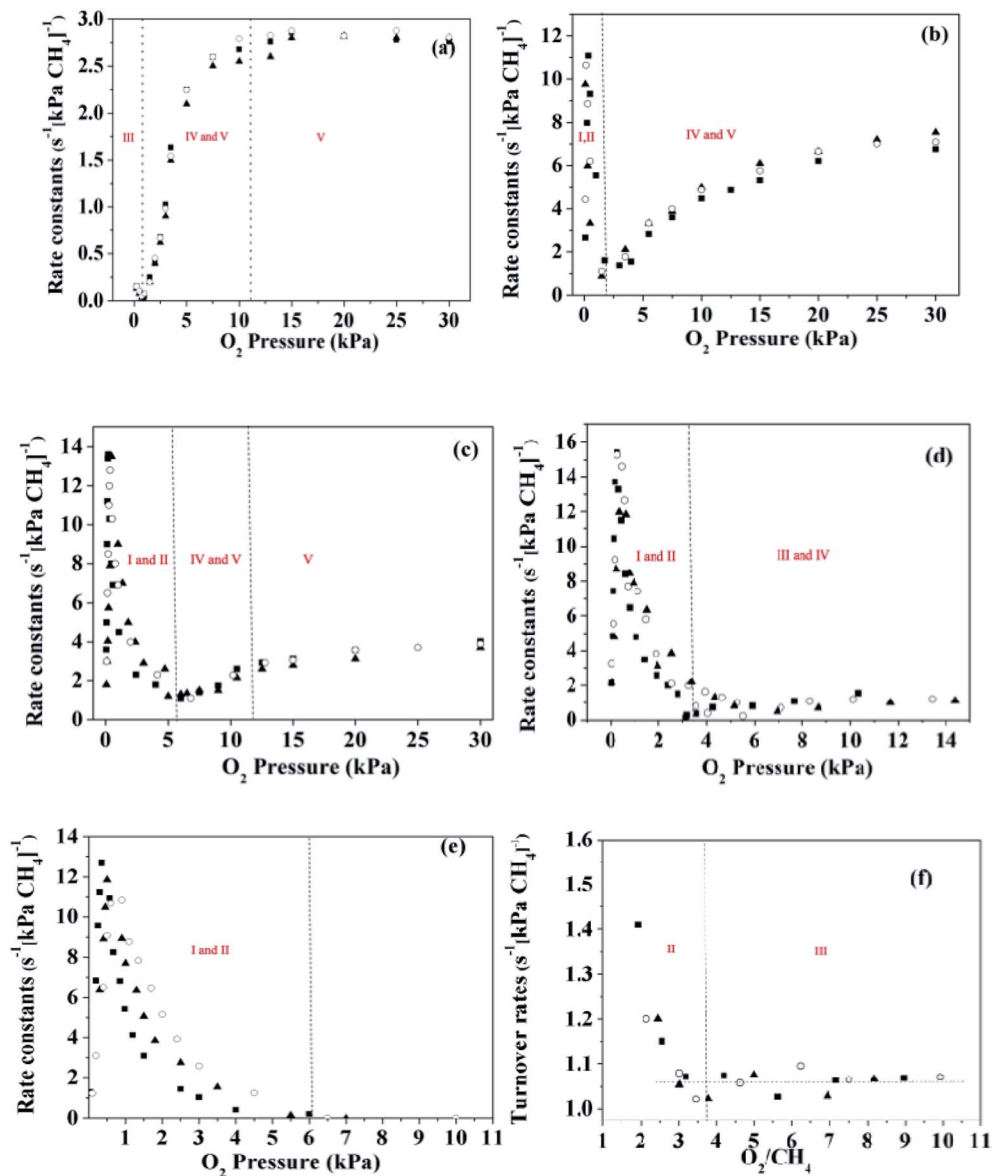 (a)
Rate constants (s⁻¹[kPa CH₄]⁻¹)
3.0
2.5
2.0
1.5
1.0
0.5
0.0
III
IV and V
V
0 5 10 15 20 25 30
O₂ Pressure (kPa)
(b)
Rate constants (s⁻¹[kPa CH₄]⁻¹)
12
10
8
6
4
2
0
I,II
IV and V
0 5 10 15 20 25 30
O₂ Pressure (kPa)
(c)
Rate constants (s⁻¹[kPa CH₄]⁻¹)
14
12
10
8
6
4
2
0
I and II
IV and V
V
0 5 10 15 20 25 30
O₂ Pressure (kPa)
(d)
Rate constants (s⁻¹[kPa CH₄]⁻¹)
16
14
12
10
8
6
4
2
0
I and II
III and IV
0 2 4 6 8 10 12 14
O₂ Pressure (kPa)
(e)
Rate constants (s⁻¹[kPa CH₄]⁻¹)
14
12
10
8
6
4
2
0
I and II
1 2 3 4 5 6 7 8 9 10 11
O₂ Pressure (kPa)
(f)
Turnover rates (s⁻¹[kPa CH₄]⁻¹)
1.6
1.5
1.4
1.3
1.2
1.1
1.0
II
III
1 2 3 4 5 6 7 8 9 10 11
O₂/CH₄